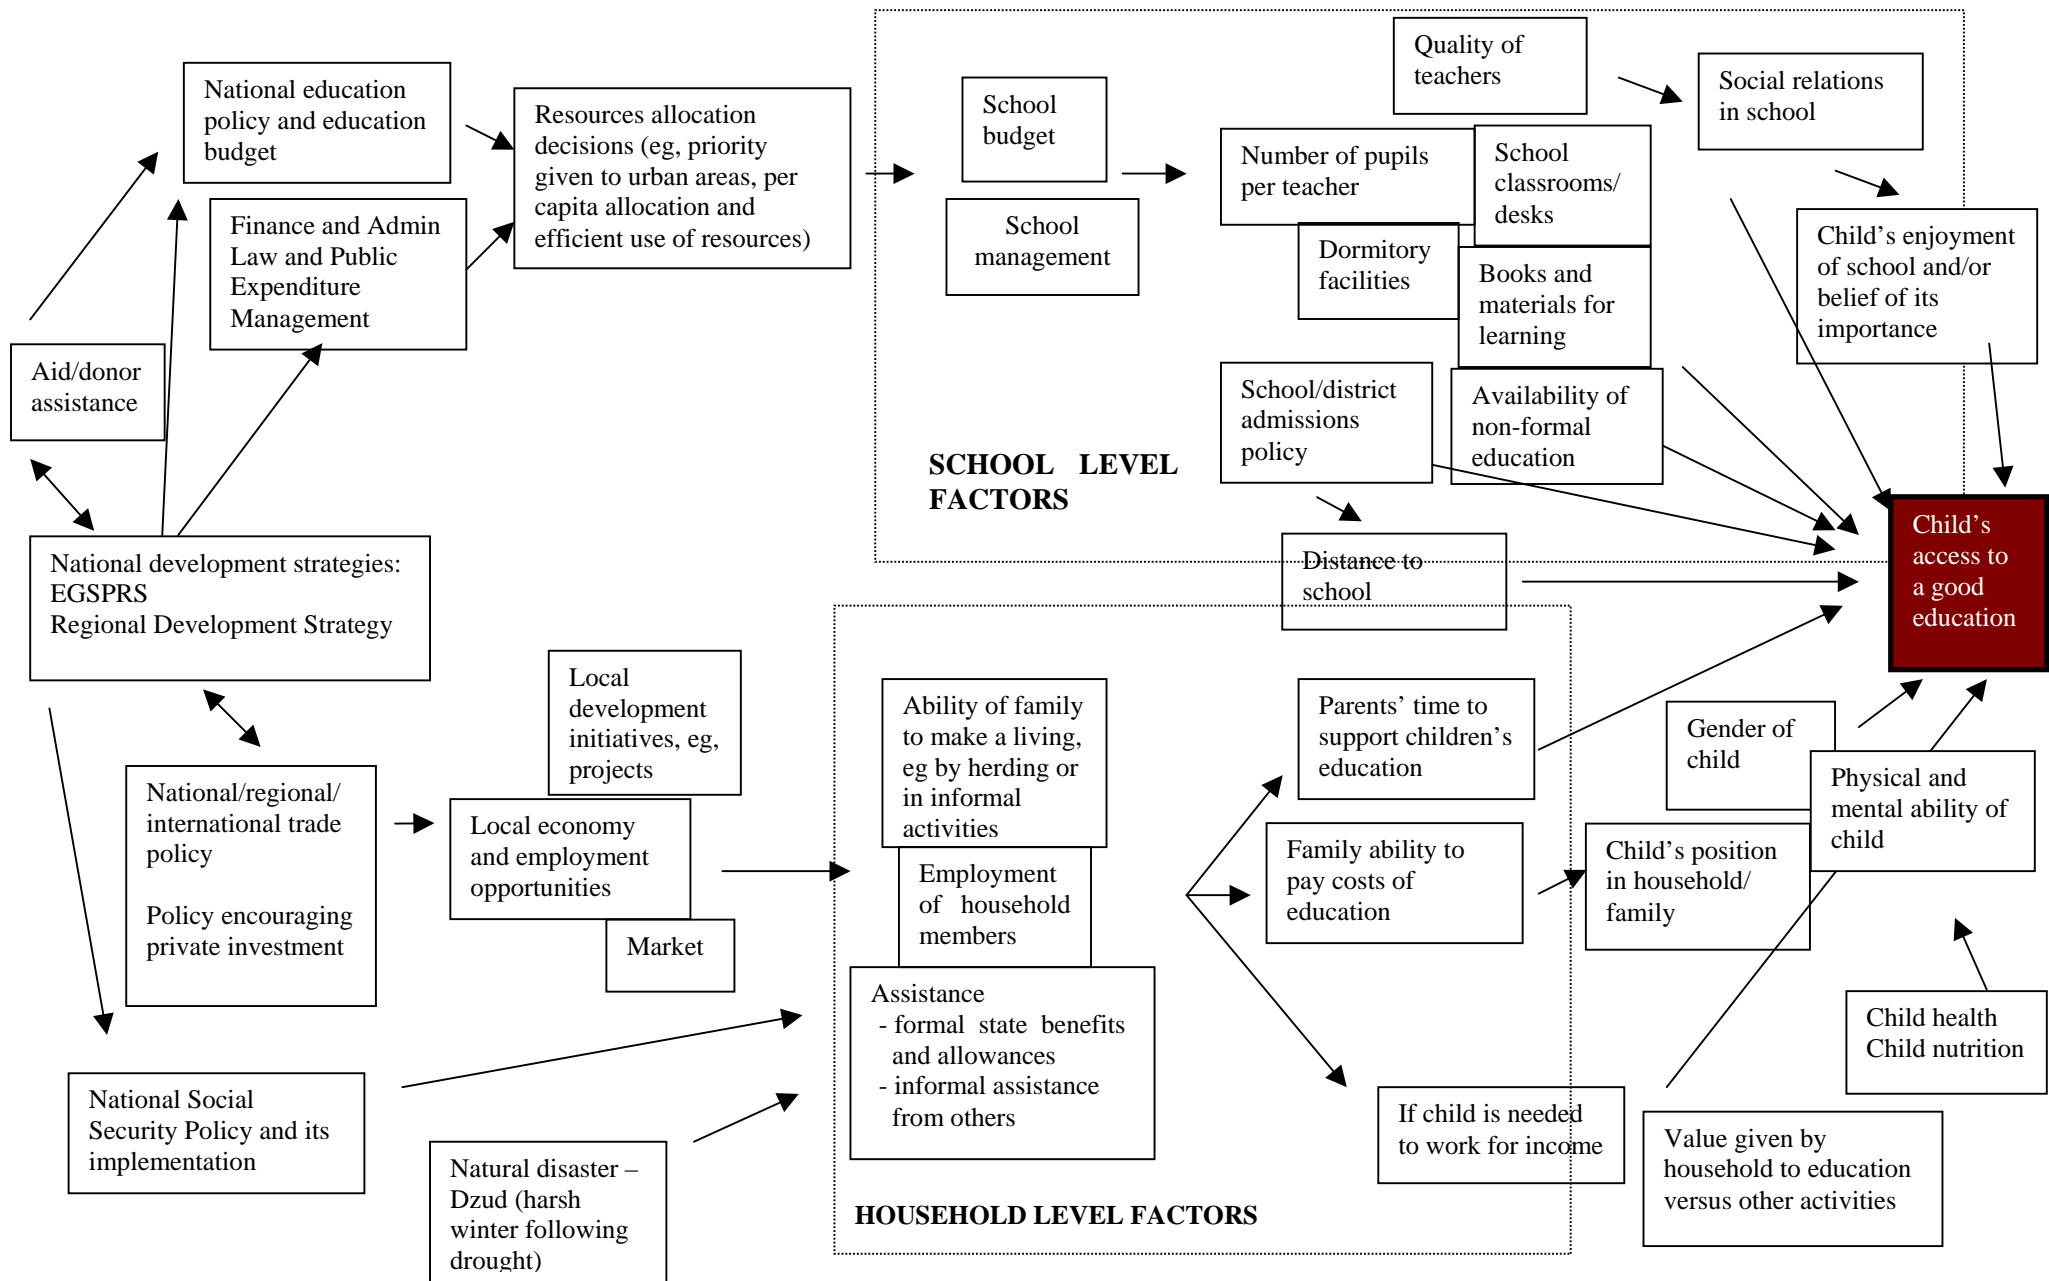 Quality of
teachers
Social relations
in school
National education
policy and education
budget
Resources allocation
decisions (eg, priority
given to urban areas, per
capita allocation and
efficient use of resources)
School
budget
Number of pupils
per teacher
School
classrooms/
desks
Finance and Admin
Law and Public
Expenditure
Management
School
management
Dormitory
facilities
Books and
materials for
learning
Child’s enjoyment
of school and/or
belief of its
importance
Aid/donor
assistance
School/district
admissions
policy
Availability of
non-formal
education
SCHOOL LEVEL
FACTORS
Child’s
access to
a good
education
National development strategies:
EGSPRS
Regional Development Strategy
Distance to
school
Local
development
initiatives, eg,
projects
Ability of family
to make a living,
eg by herding or
in informal
activities
Parents’ time to
support children’s
education
Gender of
child
Physical and
mental ability of
child
National/regional/
international trade
policy
Policy encouraging
private investment
Local economy
and employment
opportunities
Market
Employment
of household
members
Family ability to
pay costs of
education
Child’s position
in household/
family
Assistance
- formal state benefits
and allowances
- informal assistance
from others
Child health
Child nutrition
National Social
Security Policy and its
implementation
Natural disaster –
Dzud (harsh
winter following
drought)
If child is needed
to work for income
Value given by
household to education
versus other activities
HOUSEHOLD LEVEL FACTORS